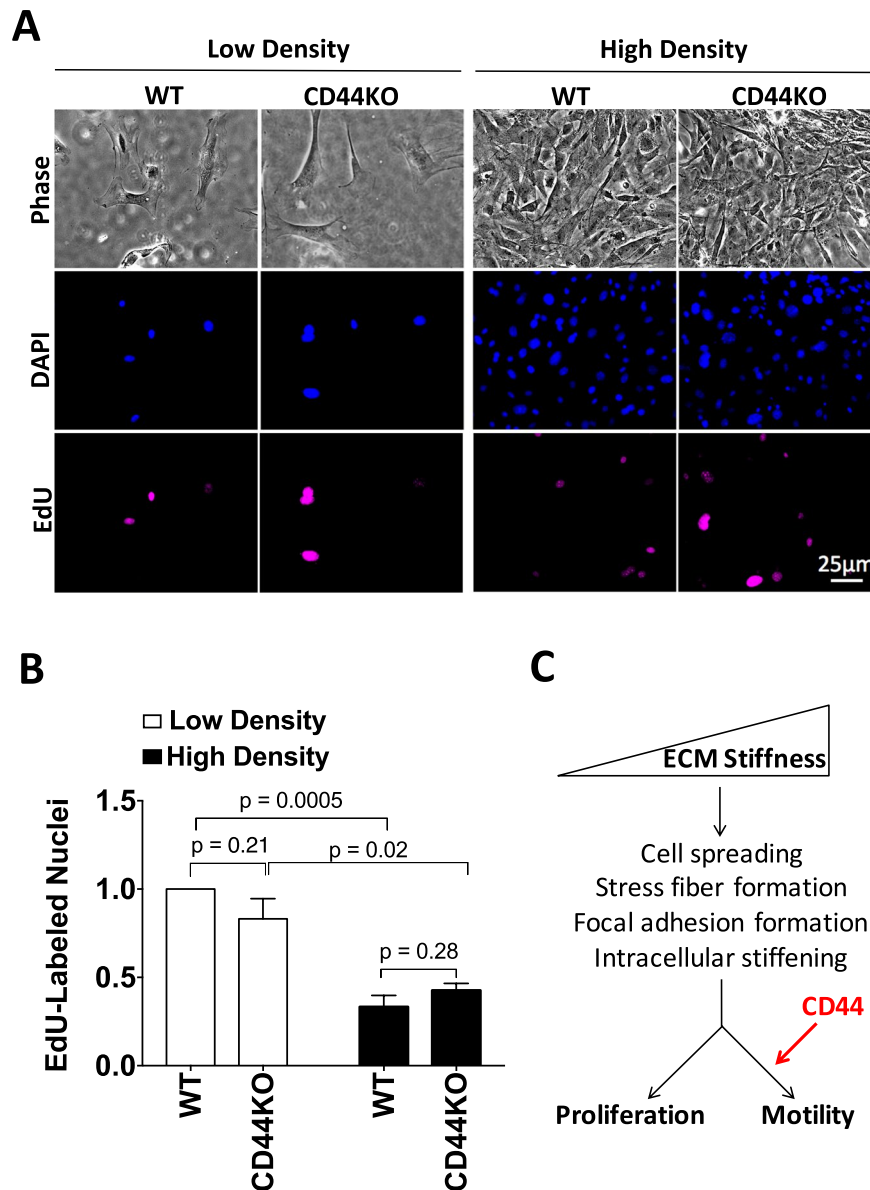 A
Low Density
High Density
WT
CD44KO
WT
CD44KO
Phase
DAPI
EdU
25µm
B
Low Density
High Density
EdU-Labeled Nuclei
1.5
1.0
0.5
0.0
p = 0.0005
p = 0.21
p = 0.02
p = 0.28
WT
CD44KO
WT
CD44KO
C
ECM Stiffness
Cell spreading
Stress fiber formation
Focal adhesion formation
Intracellular stiffening
CD44
Proliferation
Motility